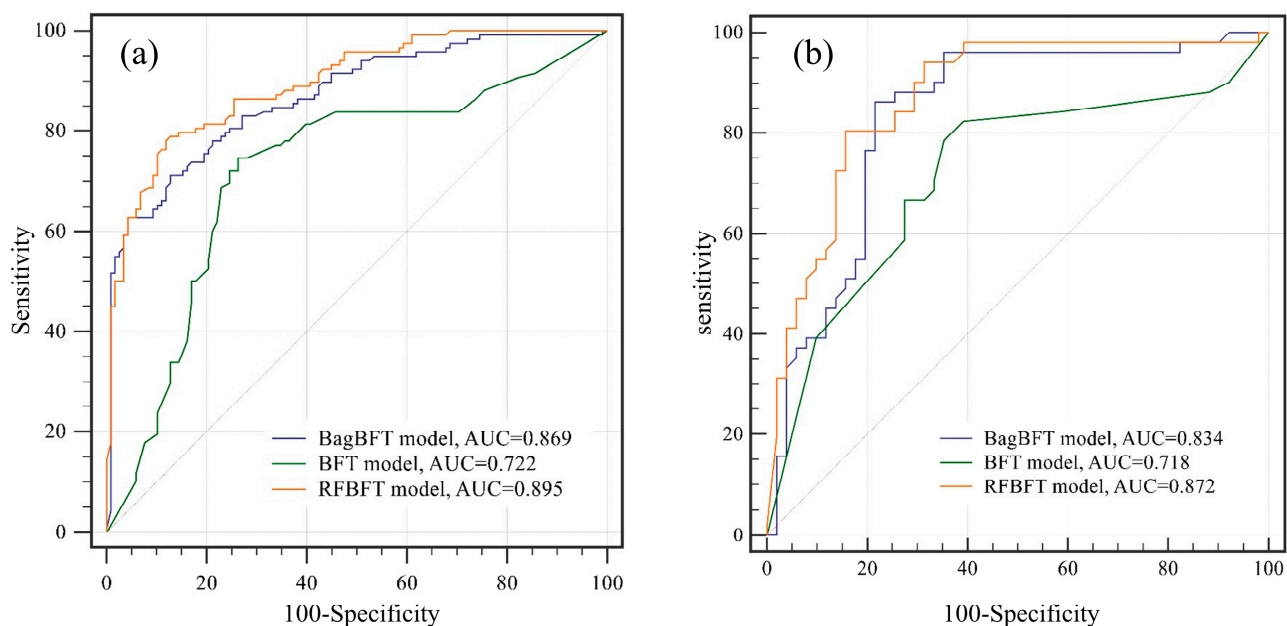 (a)
100
80
60
40
20
0
Sensitivity
BagBFT model, AUC=0.869
BFT model, AUC=0.722
RFBFT model, AUC=0.895
0 20 40 60 80 100
100-Specificity
(b)
100
80
60
40
20
0
sensitivity
BagBFT model, AUC=0.834
BFT model, AUC=0.718
RFBFT model, AUC=0.872
0 20 40 60 80 100
100-Specificity